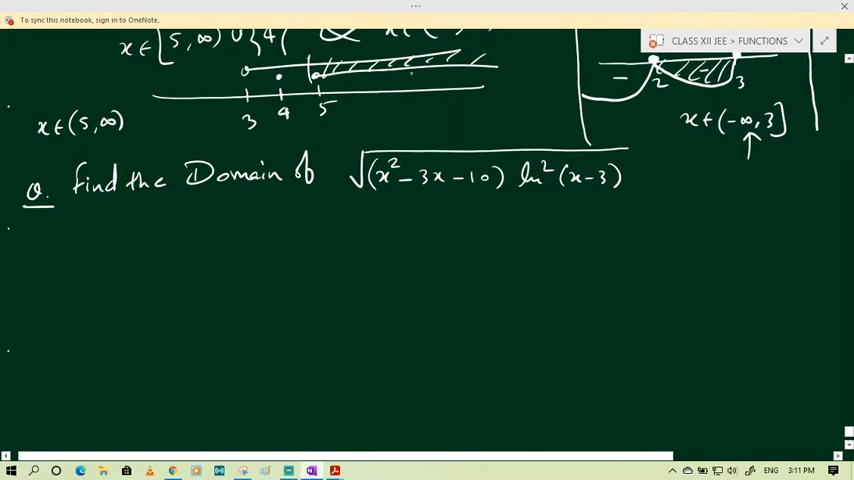 To sync this notebook, sign in to OneNote.
CLASS XII JEE > FUNCTIONS
x ∈ [5, ∞) ∪ {4}
3 4 5
2 3
x ∈ (5, ∞)
x ∈ (-∞, 3]
Q. find the Domain of √(x² - 3x - 10) ln² (x - 3)
ENG 3:11 PM